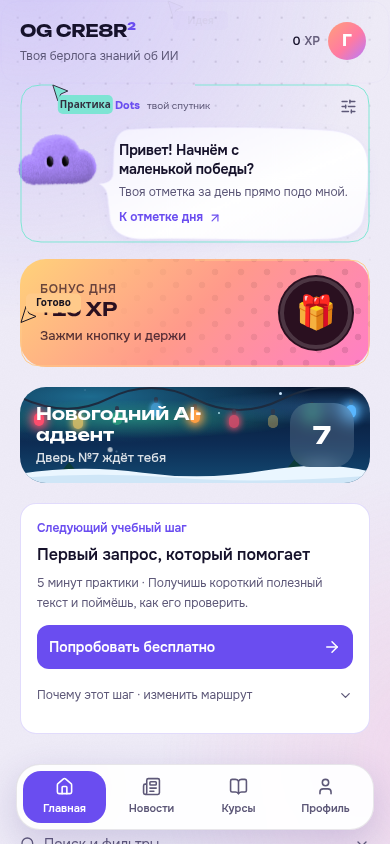 OG CRE8R²
0 XP
Г
Твоя берлога знаний об ИИ
Практика
Dots твой спутник
Привет! Начнём с
маленькой победы?
Твоя отметка за день прямо подо мной.
К отметке дня
БОНУС ДНЯ
Готово
XP
Зажми кнопку и держи
Новогодний AI-
адвент
Дверь №7 ждёт тебя
7
Следующий учебный шаг
Первый запрос, который помогает
5 минут практики · Получишь короткий полезный
текст и поймёшь, как его проверить.
Попробовать бесплатно
Почему этот шаг · изменить маршрут
Главная
Новости
Курсы
Профиль
Поиск и фильтры